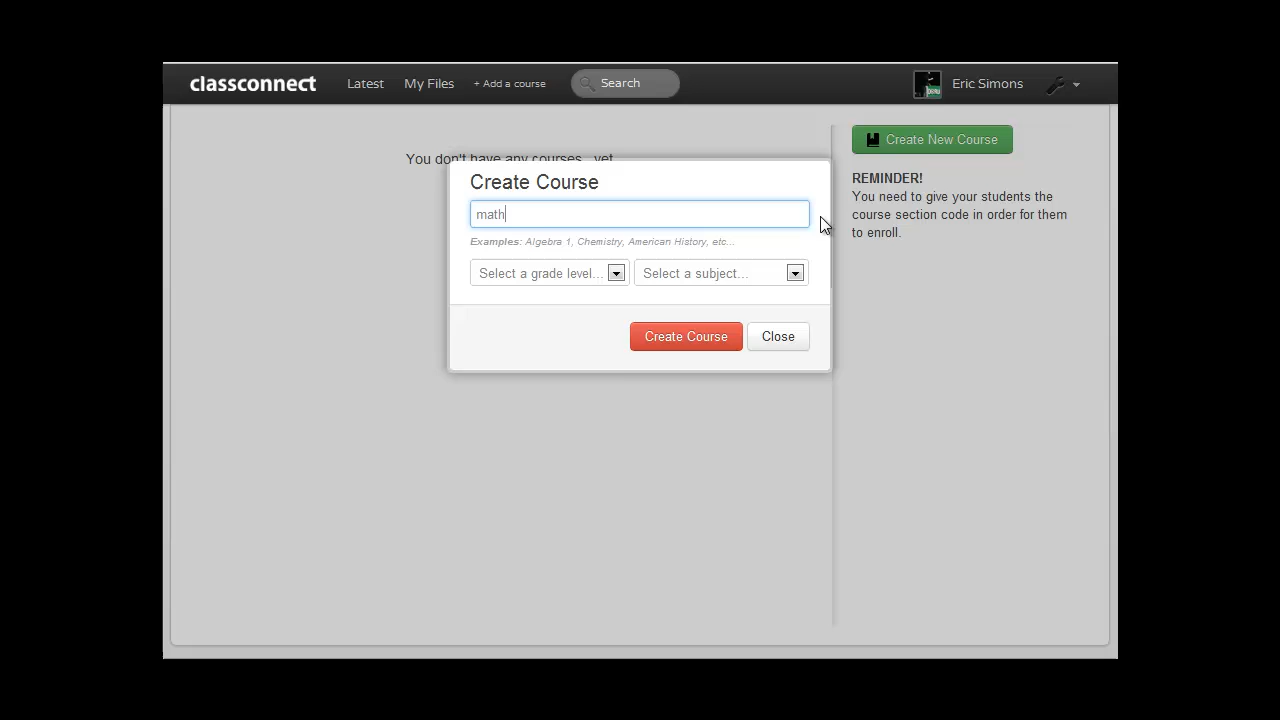 classconnect
Latest
My Files
+ Add a course
Search
Eric Simons
You don't have any courses...yet.
Create New Course
REMINDER!
You need to give your students the
course section code in order for them
to enroll.
Create Course
math
Examples: Algebra 1, Chemistry, American History, etc...
Select a grade level...
Select a subject...
Create Course
Close